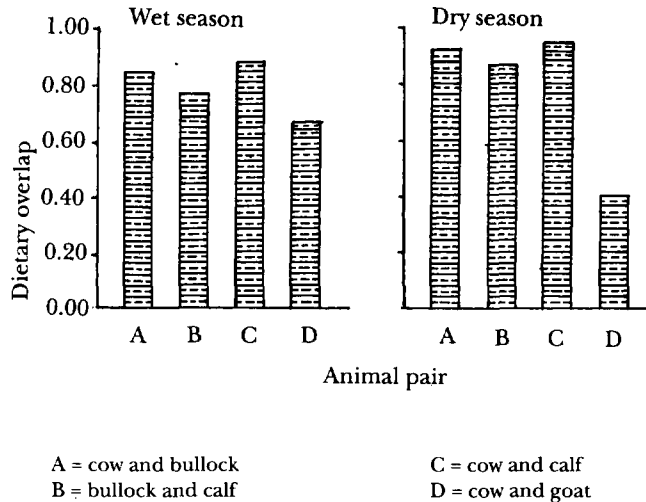 Wet season
Dry season
Dietary overlap
1.00
0.80
0.60
0.40
0.20
0.00
A B C D
A B C D
Animal pair
A = cow and bullock
B = bullock and calf
C = cow and calf
D = cow and goat